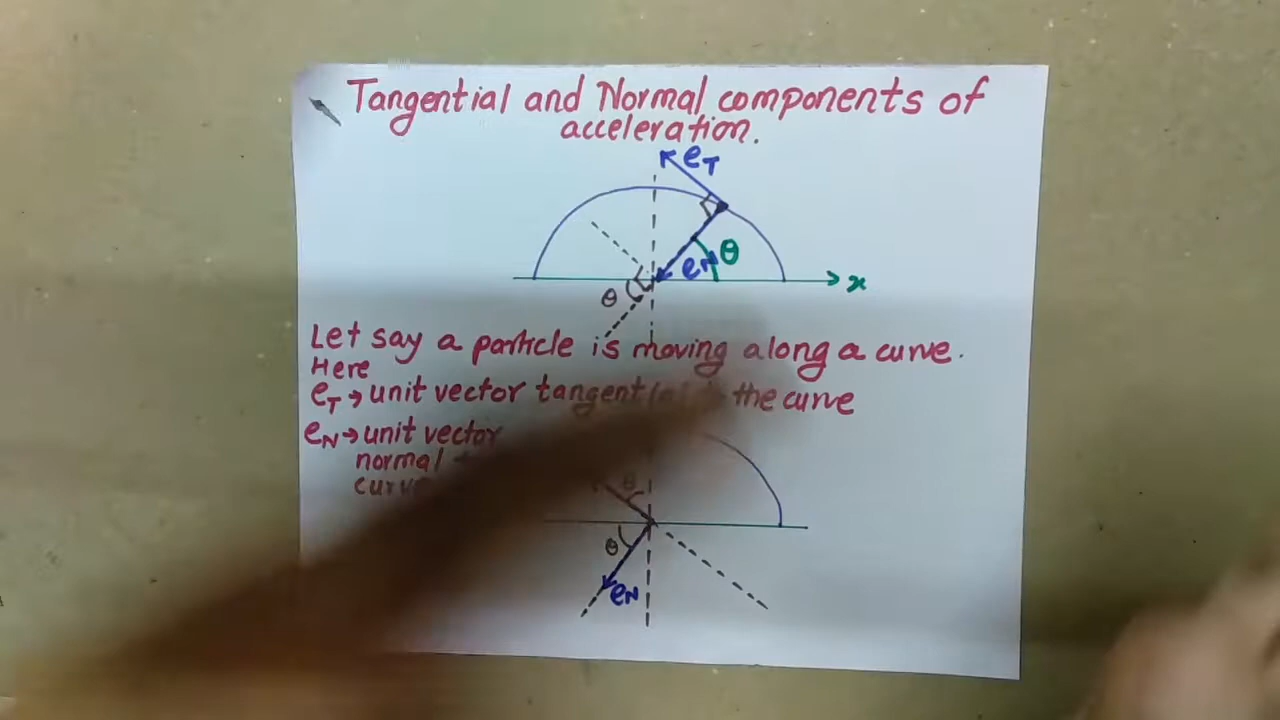 Tangential and Normal components of
acceleration.
eT
eN θ
x
θ
Let say a particle is moving along a curve.
Here
eT → unit vector tangent the curve
eN → unit vector
normal
θ
θ
eN